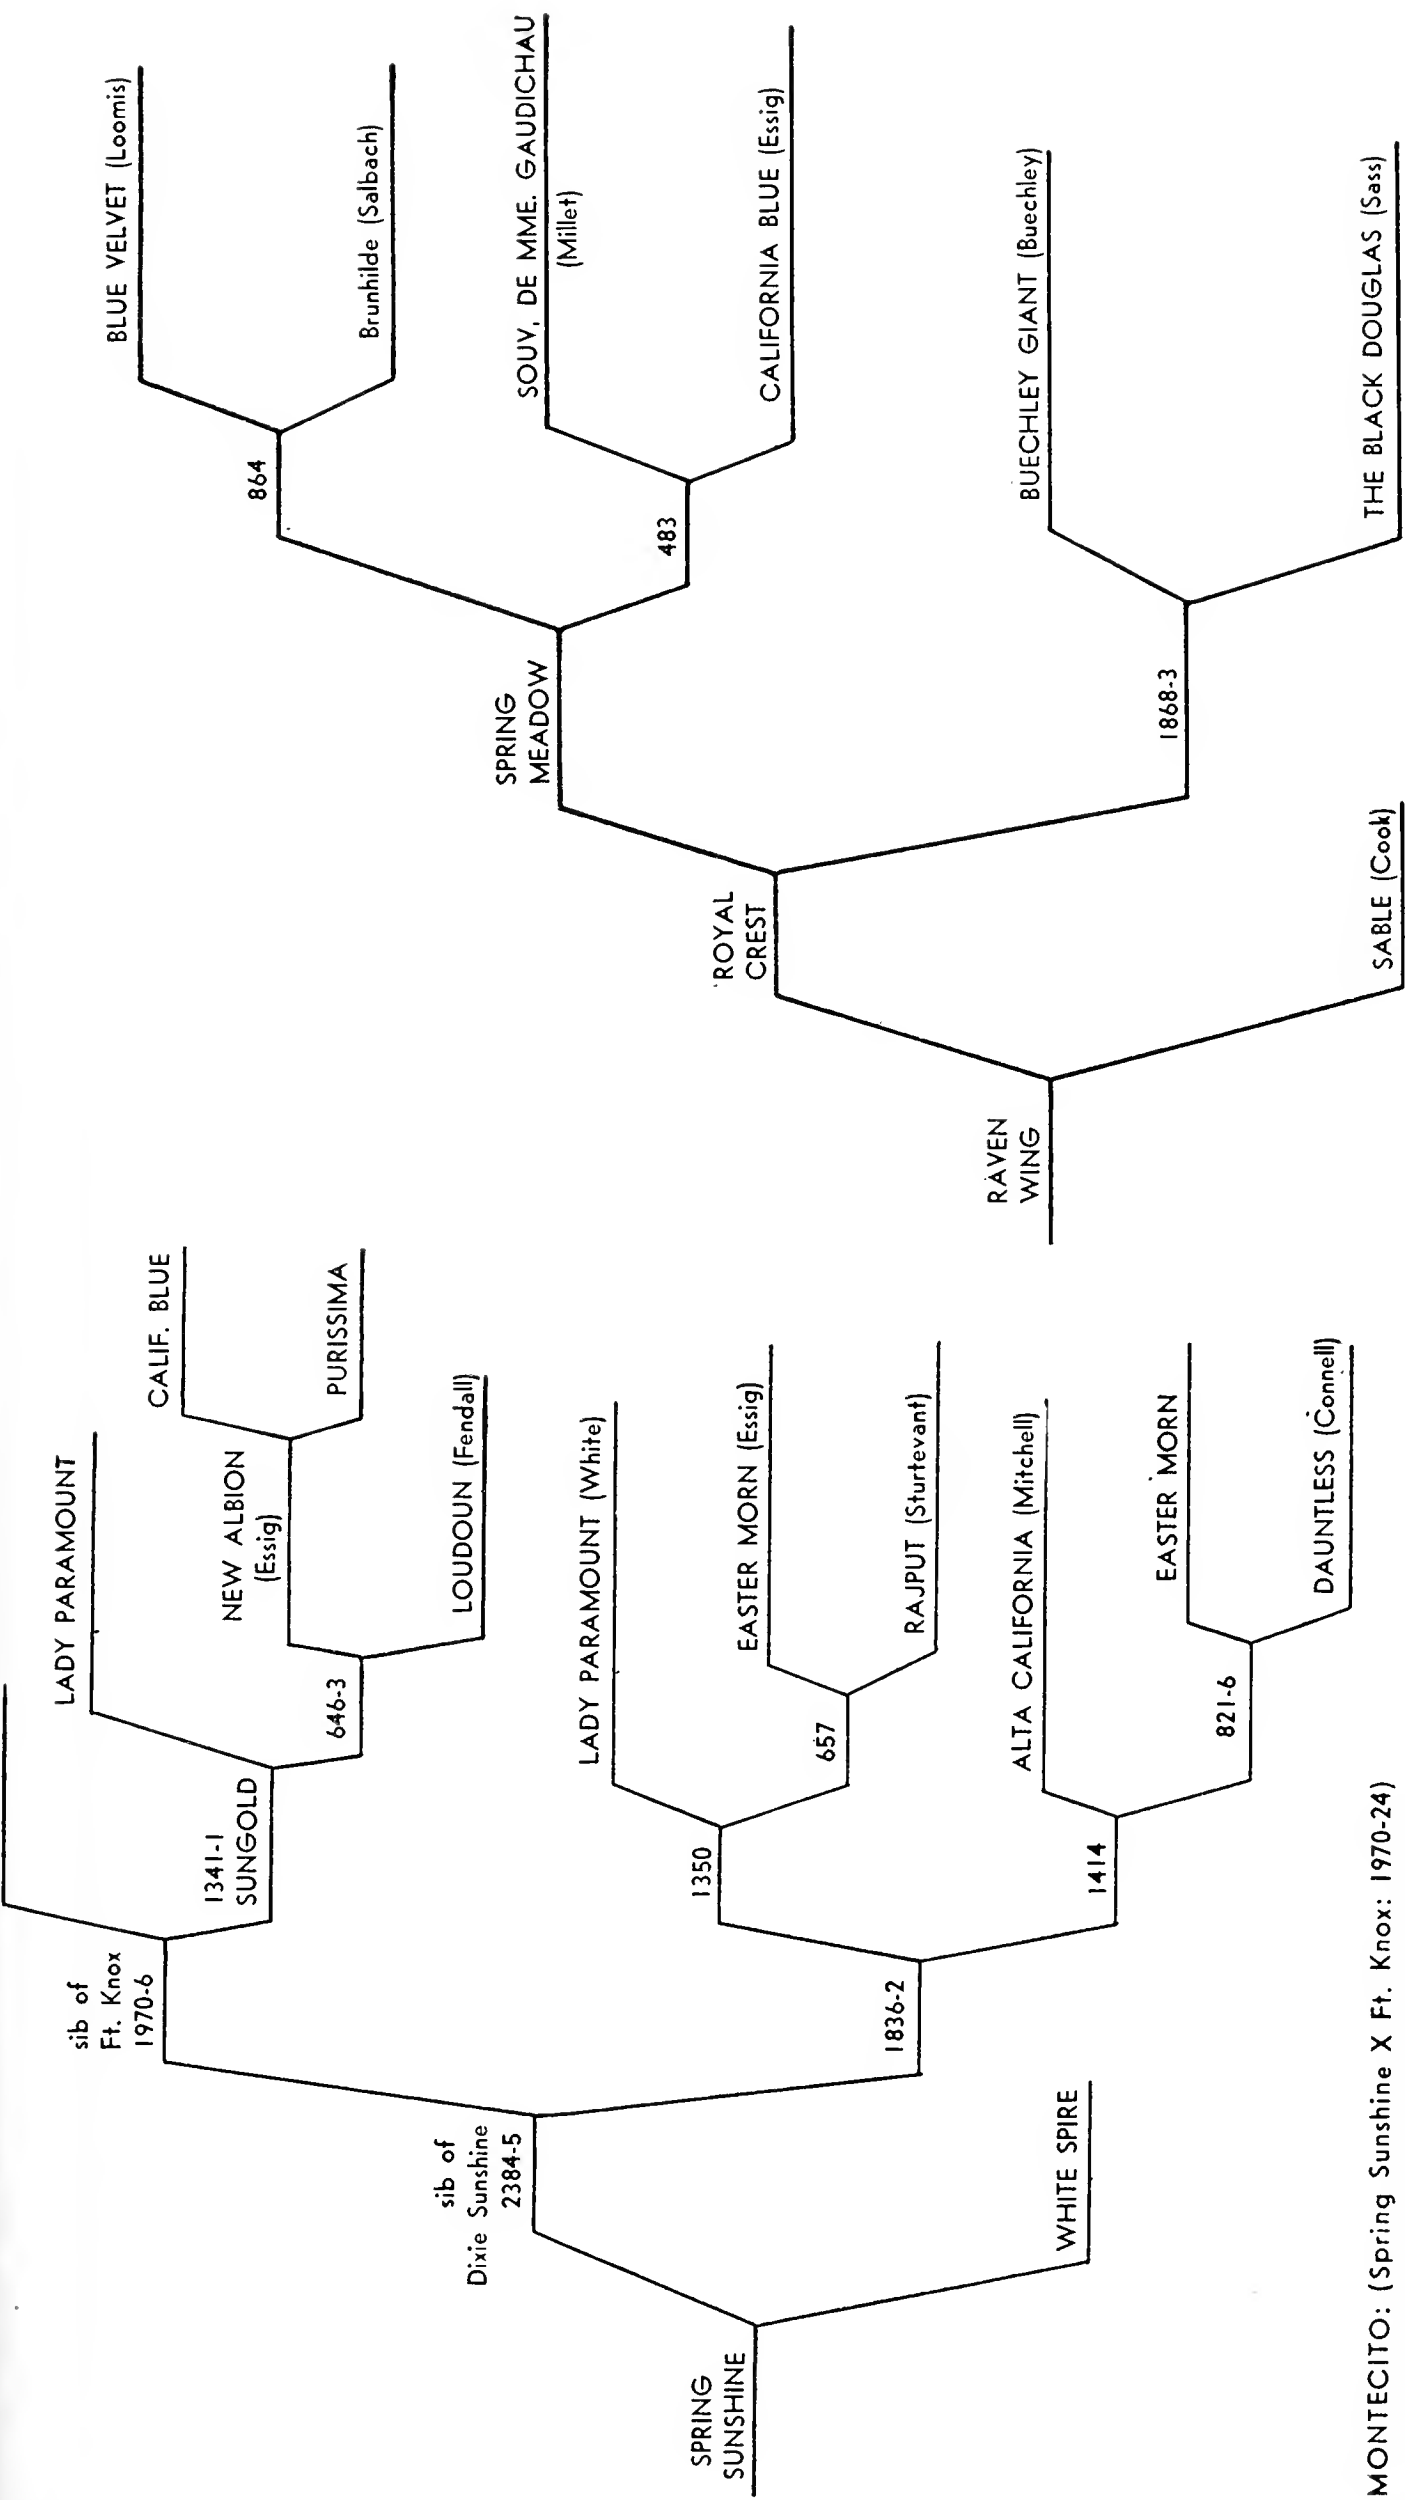 SPRING
SUNSHINE
sib of
Dixie Sunshine
2384-5
WHITE SPIRE
sib of
Ft. Knox
1970-6
1836-2
1341-1
SUNGOLD
1350
1414
LADY PARAMOUNT
646-3
LADY PARAMOUNT (White)
657
ALTA CALIFORNIA (Mitchell)
821-6
NEW ALBION
(Essig)
LOUDOUN (Fendall)
EASTER MORN (Essig)
RAJPUT (Sturtevant)
EASTER MORN
DAUNTLESS (Connell)
CALIF. BLUE
PURISSIMA
MONTECITO: (Spring Sunshine X Ft. Knox: 1970-24)
RAVEN
WING
ROYAL
CREST
SABLE (Cook)
SPRING
MEADOW
1868-3
864
483
BUECHLEY GIANT (Buechley)
THE BLACK DOUGLAS (Sass)
BLUE VELVET (Loomis)
Brunhilde (Salbach)
SOUV, DE MME. GAUDICHAU
(Millet)
CALIFORNIA BLUE (Essig)